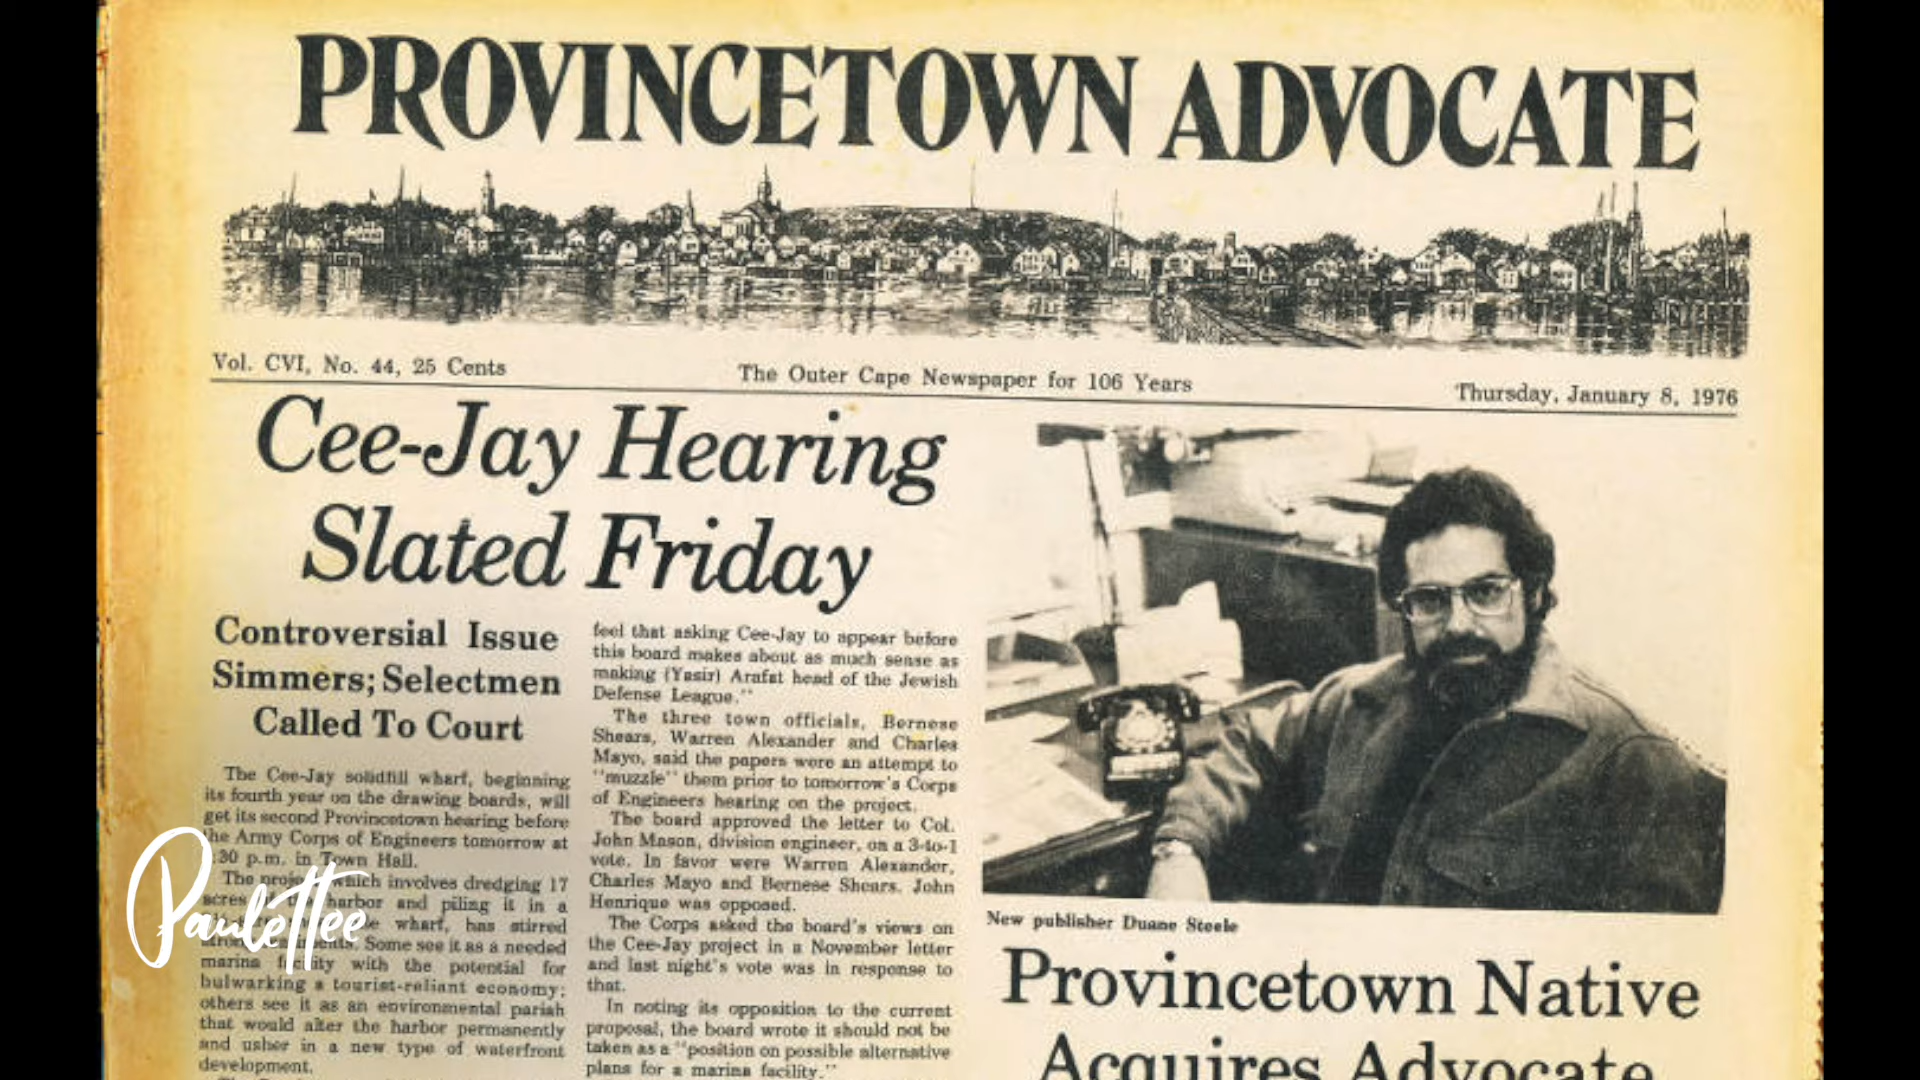 PROVINCETOWN ADVOCATE
Vol. CVI, No. 44, 25 Cents
The Outer Cape Newspaper for 106 Years
Thursday, January 8, 1976
Cee-Jay Hearing
Slated Friday
Controversial Issue
Simmers; Selectmen
Called To Court
The Cee-Jay solidfill wharf, beginning
its fourth year on the drawing boards, will
get its second Provincetown hearing before
the Army Corps of Engineers tomorrow at
:30 p.m. in Town Hall.
The project which involves dredging 17
acres harbor and piling it in a
wharf, has stirred
Some see it as a needed
marina facility with the potential for
bulwarking a tourist-reliant economy;
others see it as an environmental pariah
that would alter the harbor permanently
and usher in a new type of waterfront
development.
feel that asking Cee-Jay to appear before
this board makes about as much sense as
making (Yasir) Arafat head of the Jewish
Defense League."
The three town officials, Bernese
Shears, Warren Alexander and Charles
Mayo, said the papers were an attempt to
"muzzle" them prior to tomorrow's Corps
of Engineers hearing on the project.
The board approved the letter to Col.
John Mason, division engineer, on a 3-to-1
vote. In favor were Warren Alexander,
Charles Mayo and Bernese Shears. John
Henrique was opposed.
The Corps asked the board's views on
the Cee-Jay project in a November letter
and last night's vote was in response to
that.
In noting its opposition to the current
proposal, the board wrote it should not be
taken as a "position on possible alternative
plans for a marina facility."
New publisher Duane Steele
Provincetown Native
Acquires Advocate
Paulettee